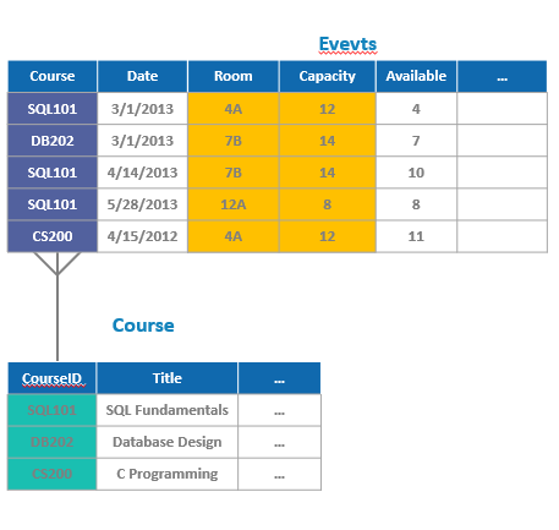 Evevts
Course Date Room Capacity Available ...
SQL101 3/1/2013 4A 12 4
DB202 3/1/2013 7B 14 7
SQL101 4/14/2013 7B 14 10
SQL101 5/28/2013 12A 8 8
CS200 4/15/2012 4A 12 11
Course
CourseID Title ...
SQL101 SQL Fundamentals ...
DB202 Database Design ...
CS200 C Programming ...